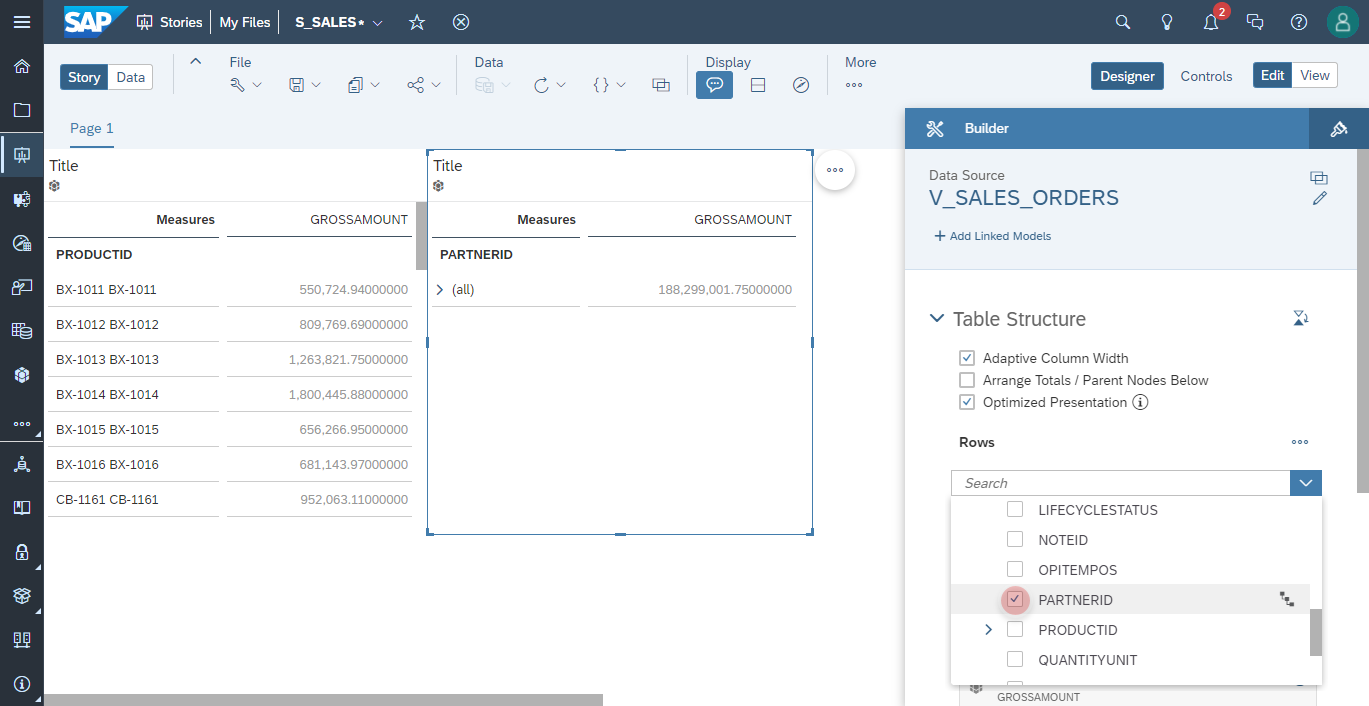 SAP Stories My Files S_SALES* 2
Story Data
File
Data
Display
More
Designer Controls Edit View
Page 1
Title
Measures GROSSAMOUNT
PRODUCTID
BX-1011 BX-1011 550,724.94000000
BX-1012 BX-1012 809,769.69000000
BX-1013 BX-1013 1,263,821.75000000
BX-1014 BX-1014 1,800,445.88000000
BX-1015 BX-1015 656,266.95000000
BX-1016 BX-1016 681,143.97000000
CB-1161 CB-1161 952,063.11000000
Title
Measures GROSSAMOUNT
PARTNERID
(all) 188,299,001.75000000
Builder
Data Source
V_SALES_ORDERS
+ Add Linked Models
Table Structure
Adaptive Column Width
Arrange Totals / Parent Nodes Below
Optimized Presentation
Rows
Search
LIFECYCLESTATUS
NOTEID
OPITEMPOS
PARTNERID
PRODUCTID
QUANTITYUNIT
GROSSAMOUNT